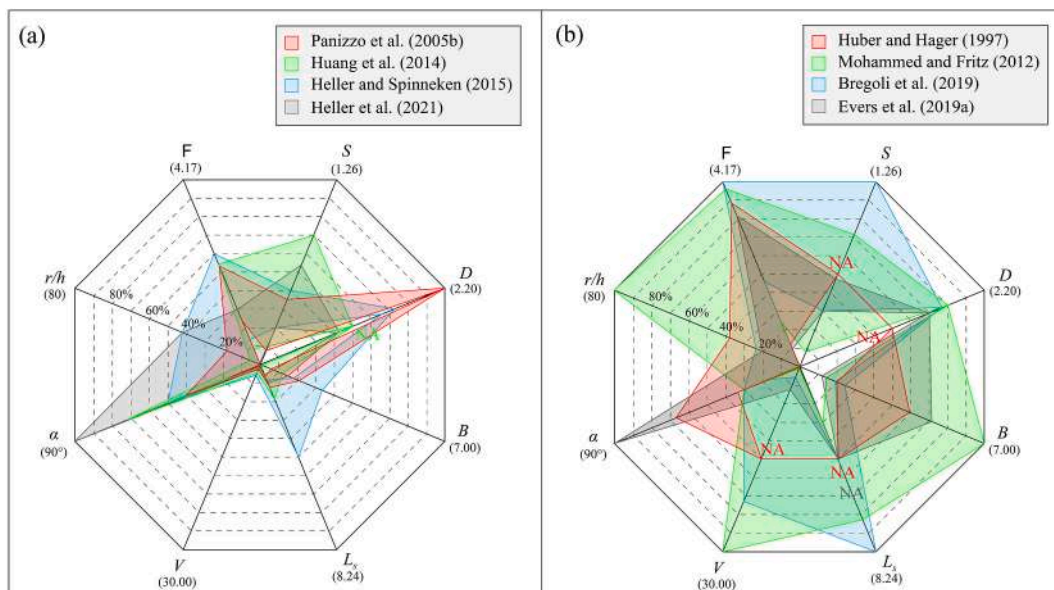 (a)
Panizzo et al. (2005b)
Huang et al. (2014)
Heller and Spinneken (2015)
Heller et al. (2021)
F
(4.17)
S
(1.26)
r/h
(80)
D
(2.20)
80%
60%
40%
20%
NA
α
(90°)
B
(7.00)
V
(30.00)
Ls
(8.24)
(b)
Huber and Hager (1997)
Mohammed and Fritz (2012)
Bregoli et al. (2019)
Evers et al. (2019a)
F
(4.17)
S
(1.26)
NA
r/h
(80)
D
(2.20)
80%
60%
40%
20%
NA
α
(90°)
B
(7.00)
NA
NA
NA
V
(30.00)
Ls
(8.24)